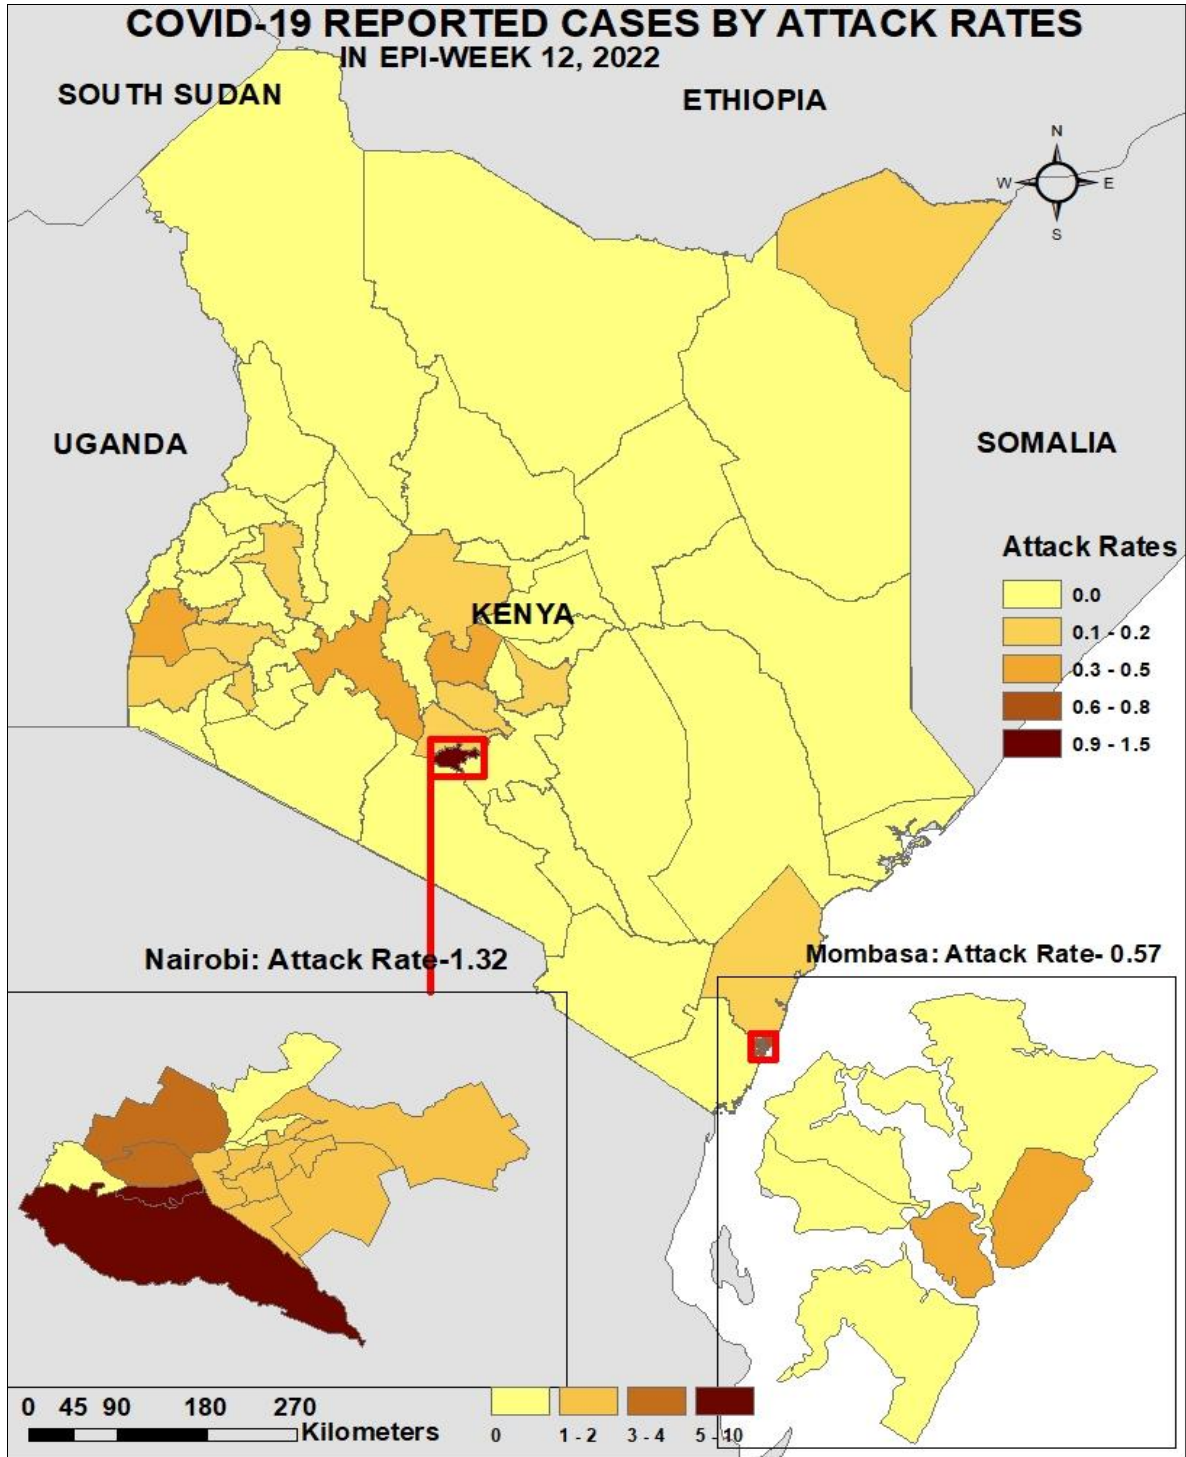 COVID-19 REPORTED CASES BY ATTACK RATES
IN EPI-WEEK 12, 2022
SOUTH SUDAN
ETHIOPIA
N
W
E
S
UGANDA
SOMALIA
Attack Rates
0.0
0.1 - 0.2
0.3 - 0.5
0.6 - 0.8
0.9 - 1.5
KENYA
Nairobi: Attack Rate-1.32
Mombasa: Attack Rate- 0.57
0 45 90 180 270
Kilometers
0 1 - 2 3 - 4 5 - 10